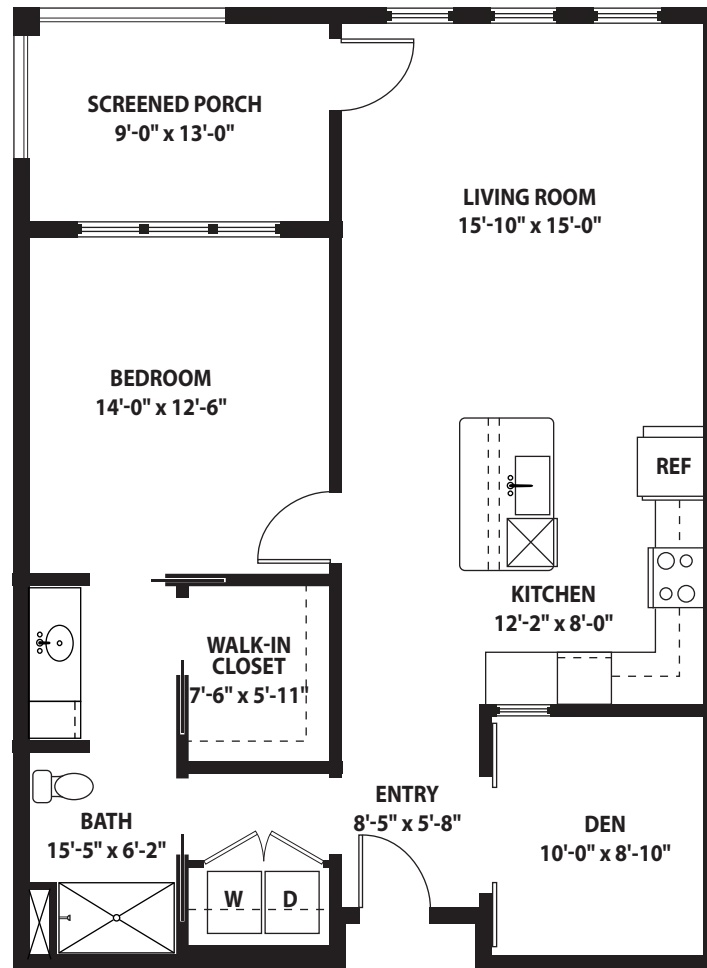 SCREENED PORCH
9'-0" x 13'-0"
LIVING ROOM
15'-10" x 15'-0"
BEDROOM
14'-0" x 12'-6"
REF
KITCHEN
12'-2" x 8'-0"
WALK-IN
CLOSET
7'-6" x 5'-11"
ENTRY
8'-5" x 5'-8"
BATH
15'-5" x 6'-2"
DEN
10'-0" x 8'-10"
W
D